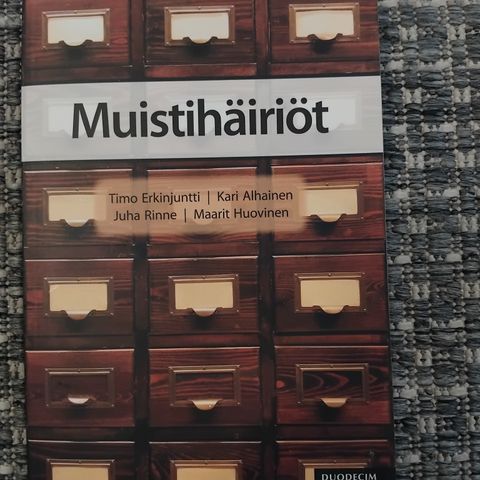 Muistihäiriöt
Timo Erkinjuntti | Kari Alhainen
Juha Rinne | Maarit Huovinen
DUODECIM